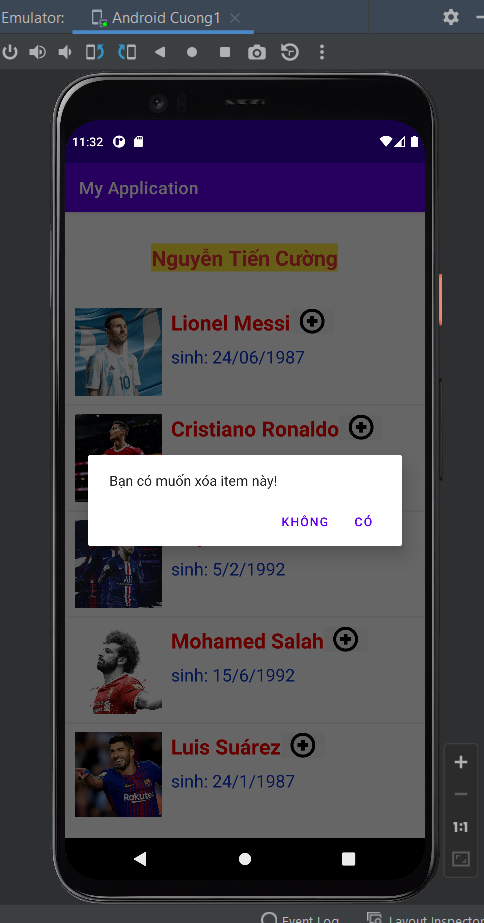 Emulator: Android Cuong1
11:32
My Application
Nguyễn Tiến Cường
Lionel Messi
sinh: 24/06/1987
10
Cristiano Ronaldo
Bạn có muốn xóa item này!
KHÔNG CÓ
sinh: 5/2/1992
Mohamed Salah
sinh: 15/6/1992
Luis Suárez
sinh: 24/1/1987
Rakuten
1:1
Event Log Layout Inspector